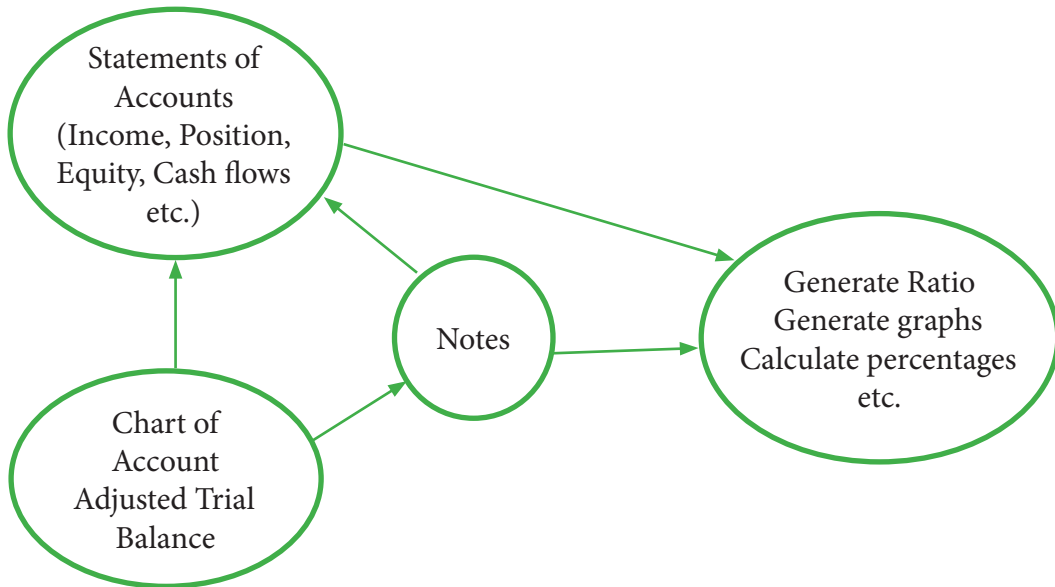 Statements of
Accounts
(Income, Position,
Equity, Cash flows
etc.)
Notes
Generate Ratio
Generate graphs
Calculate percentages
etc.
Chart of
Account
Adjusted Trial
Balance